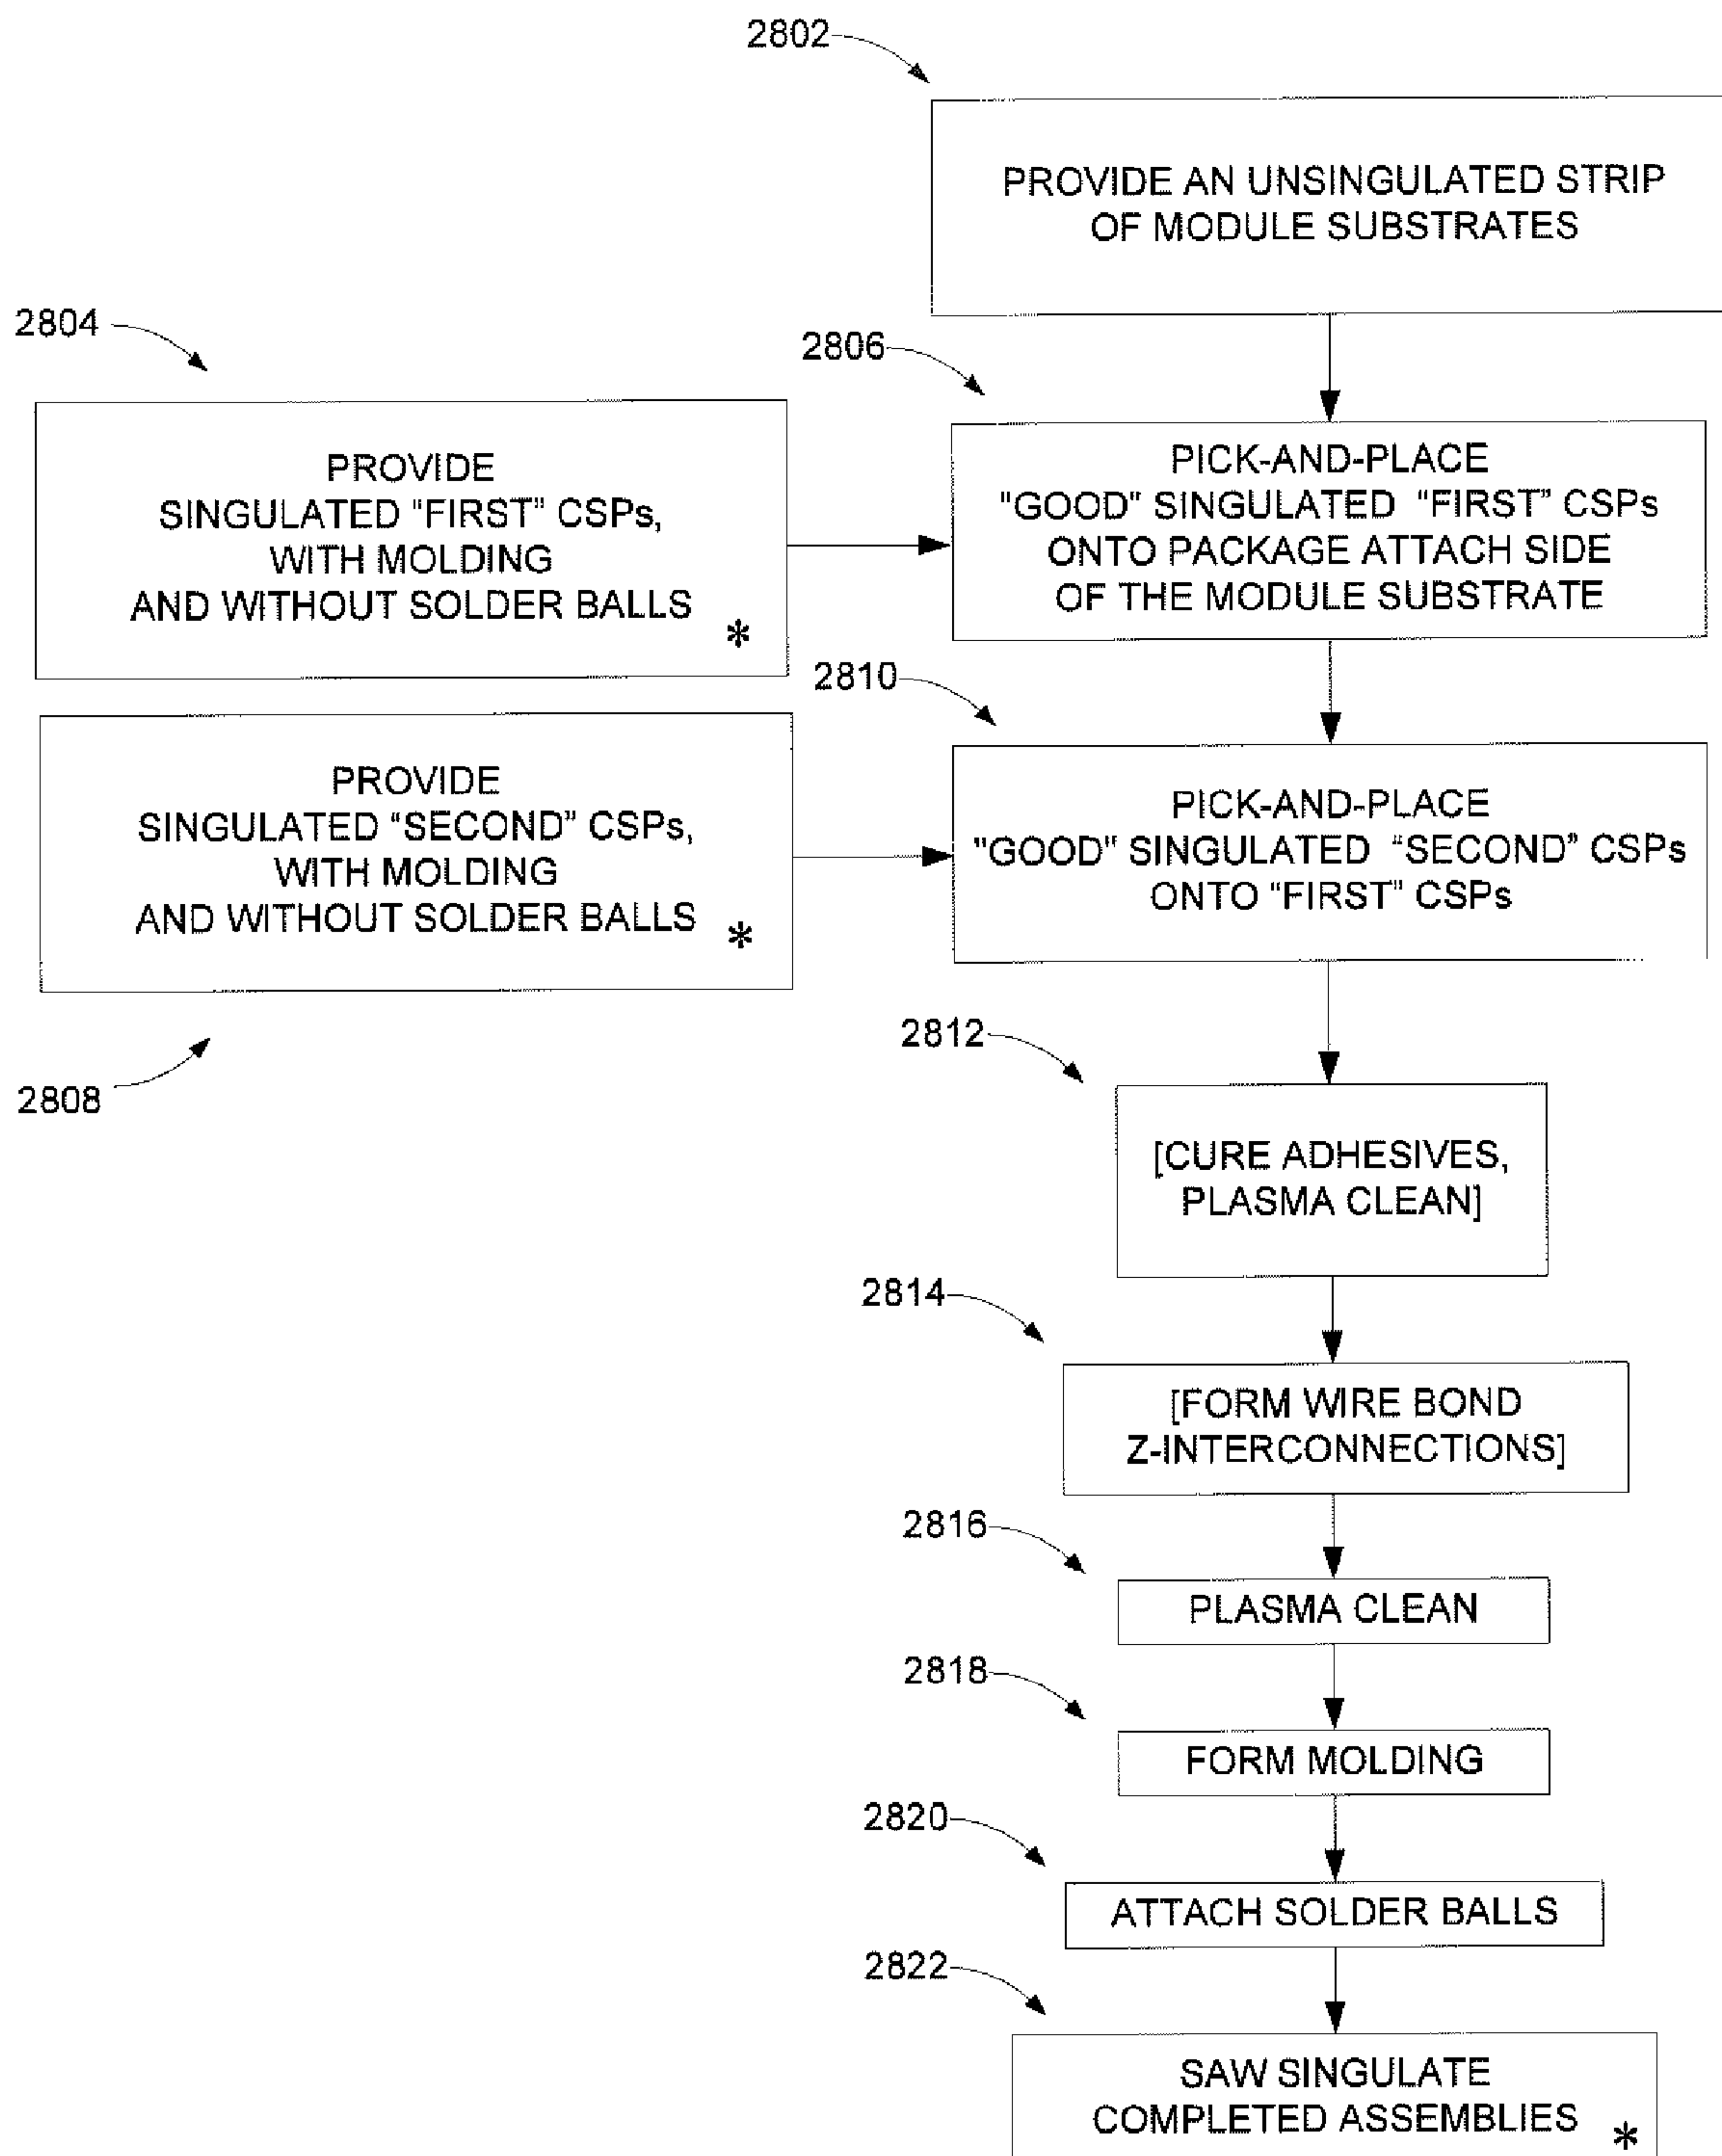 2802
PROVIDE AN UNSINGULATED STRIP
OF MODULE SUBSTRATES
2804
PROVIDE
SINGULATED “FIRST” CSPs,
WITH MOLDING
AND WITHOUT SOLDER BALLS
*
2806
PICK-AND-PLACE
"GOOD" SINGULATED “FIRST” CSPs
ONTO PACKAGE ATTACH SIDE
OF THE MODULE SUBSTRATE
2808
PROVIDE
SINGULATED “SECOND” CSPs,
WITH MOLDING
AND WITHOUT SOLDER BALLS
*
2810
PICK-AND-PLACE
"GOOD" SINGULATED “SECOND” CSPs
ONTO “FIRST” CSPs
2812
[CURE ADHESIVES,
PLASMA CLEAN]
2814
[FORM WIRE BOND
Z-INTERCONNECTIONS]
2816
PLASMA CLEAN
2818
FORM MOLDING
2820
ATTACH SOLDER BALLS
2822
SAW SINGULATE
COMPLETED ASSEMBLIES
*